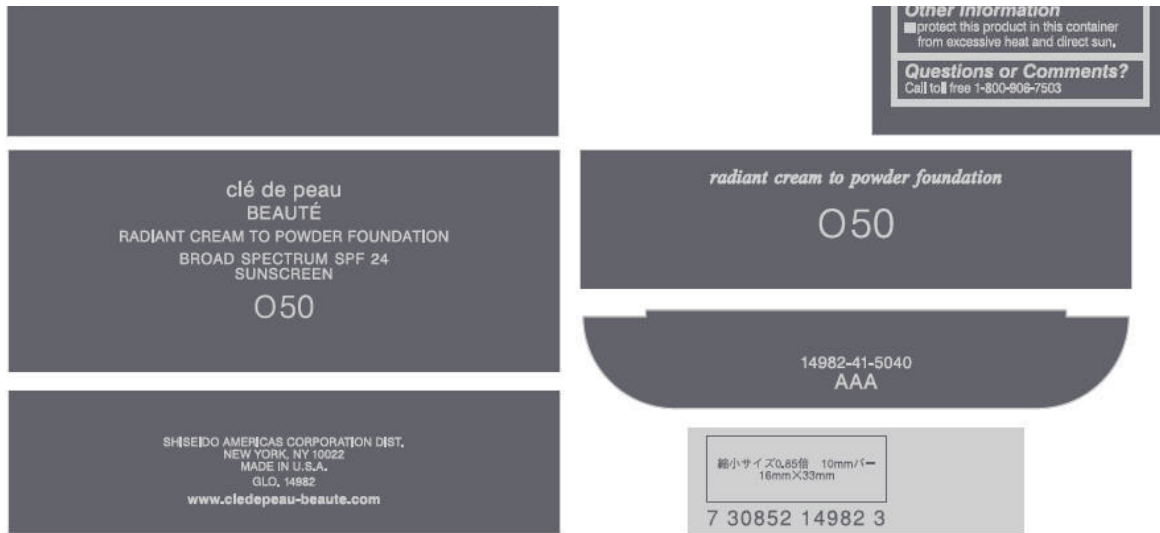 Other Information
■ protect this product in this container
from excessive heat and direct sun.
Questions or Comments?
Call toll free 1-800-906-7503
clé de peau
BEAUTÉ
RADIANT CREAM TO POWDER FOUNDATION
BROAD SPECTRUM SPF 24
SUNSCREEN
O50
radiant cream to powder foundation
O50
14982-41-5040
AAA
SHISEIDO AMERICAS CORPORATION DIST.
NEW YORK, NY 10022
MADE IN U.S.A.
GLO. 14982
www.cledepeau-beaute.com
縮小サイズ0.85倍 10mmバー
16mm×33mm
7 30852 14982 3